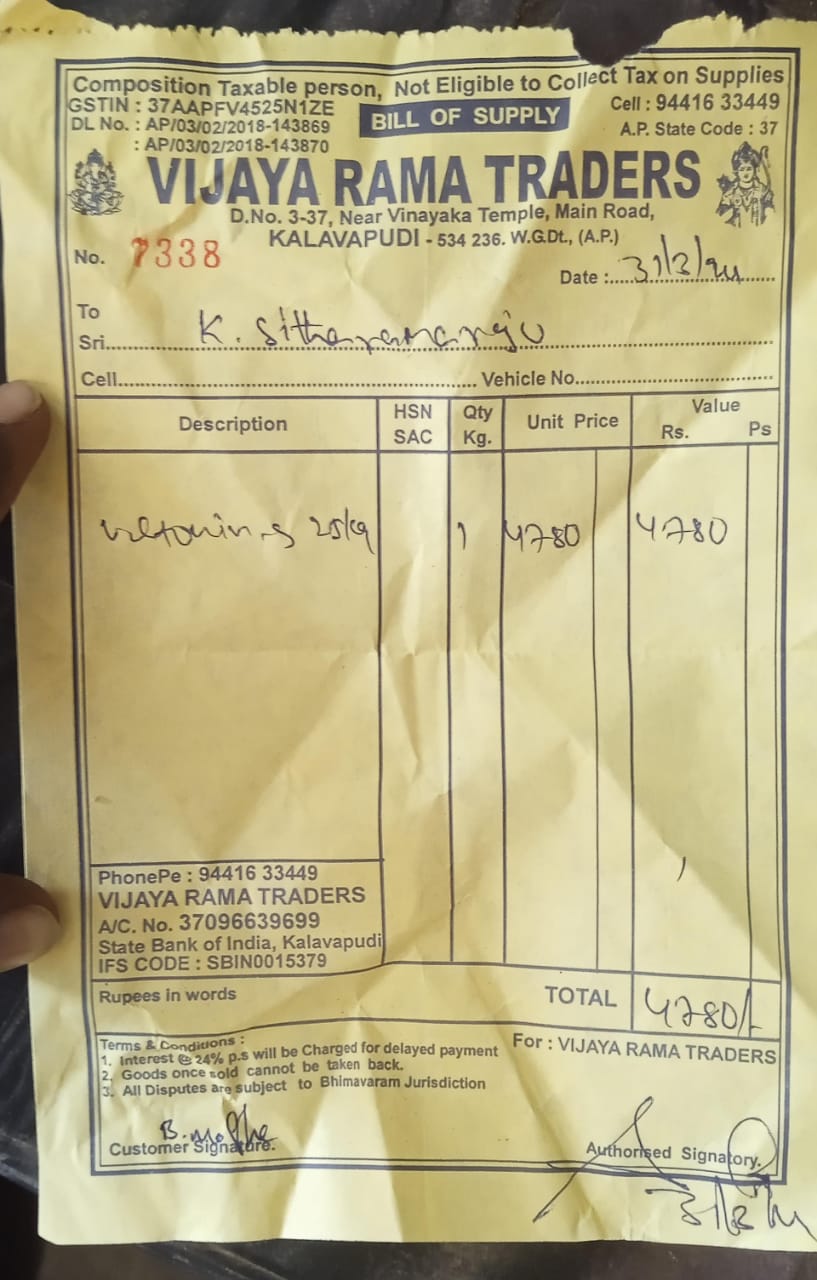 Composition Taxable person, Not Eligible to Collect Tax on Supplies
GSTIN : 37AAPFV4525N1ZE
BILL OF SUPPLY
Cell : 94416 33449
DL No. : AP/03/02/2018-143869
: AP/03/02/2018-143870
A.P. State Code : 37
VIJAYA RAMA TRADERS
D.No. 3-37, Near Vinayaka Temple, Main Road,
KALAVAPUDI - 534 236. W.G.Dt., (A.P.)
No. 7338
Date : 31/3/24
To
Sri. K. Sitharamaraju
Cell. Vehicle No.
Description HSN SAC Qty Kg. Unit Price Value Rs. Ps
25kg 1 4780 4780
PhonePe : 94416 33449
VIJAYA RAMA TRADERS
A/C. No. 37096639699
State Bank of India, Kalavapudi
IFS CODE : SBIN0015379
Rupees in words TOTAL 4780/-
Terms & Conditions :
1. Interest @ 24% p.s will be Charged for delayed payment
2. Goods once sold cannot be taken back.
3. All Disputes are subject to Bhimavaram Jurisdiction
For : VIJAYA RAMA TRADERS
Customer Signature.
Authorised Signatory.